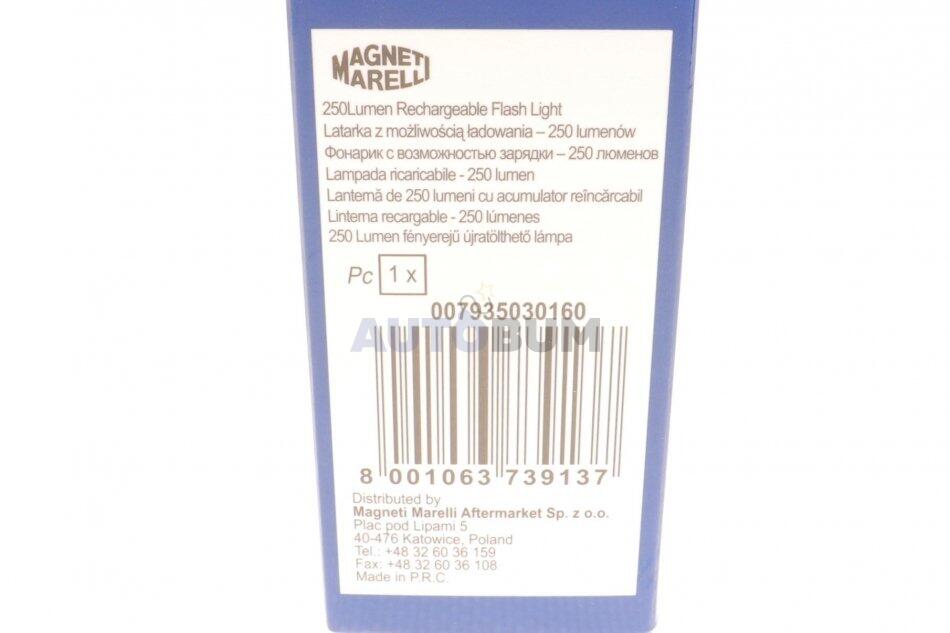 MAGNETI
MARELLI
250Lumen Rechargeable Flash Light
Latarka z możliwością ładowania – 250 lumenów
Фонарик с возможностью зарядки – 250 люменов
Lampada ricaricabile - 250 lumen
Lanternă de 250 lumeni cu acumulator reîncărcabil
Linterna recargable - 250 lúmenes
250 Lumen fényerejű újratölthető lámpa
Pc 1 x
007935030160
AUTOBUM
8 001063 739137
Distributed by
Magneti Marelli Aftermarket Sp. z o.o.
Plac pod Lipami 5
40-476 Katowice, Poland
Tel.: +48 32 60 36 159
Fax: +48 32 60 36 108
Made in P.R.C.